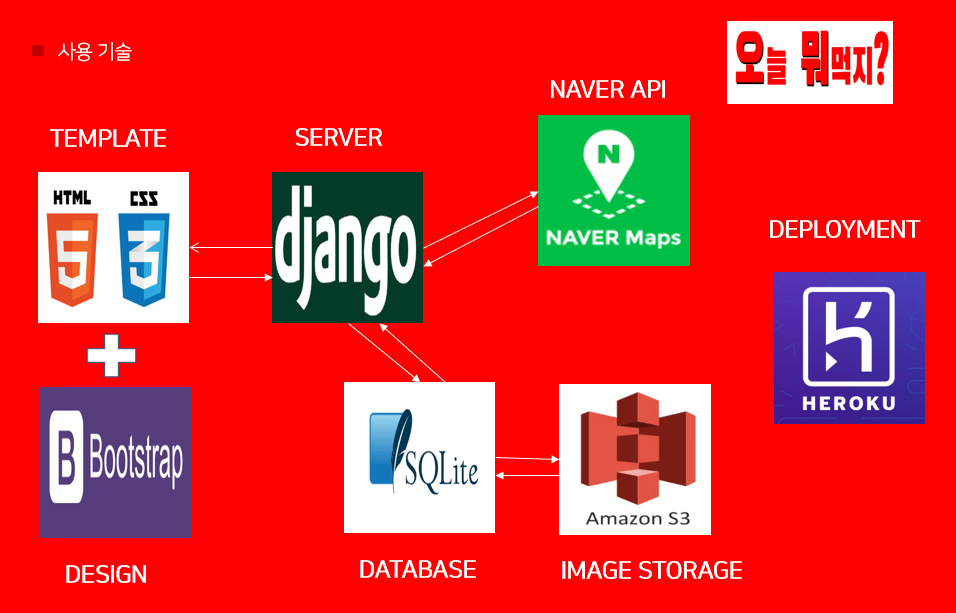 사용 기술
오늘 뭐먹지?
NAVER API
TEMPLATE
SERVER
HTML
CSS
5
3
django
N
NAVER Maps
DEPLOYMENT
HEROKU
B Bootstrap
SQLite
Amazon S3
DESIGN
DATABASE
IMAGE STORAGE